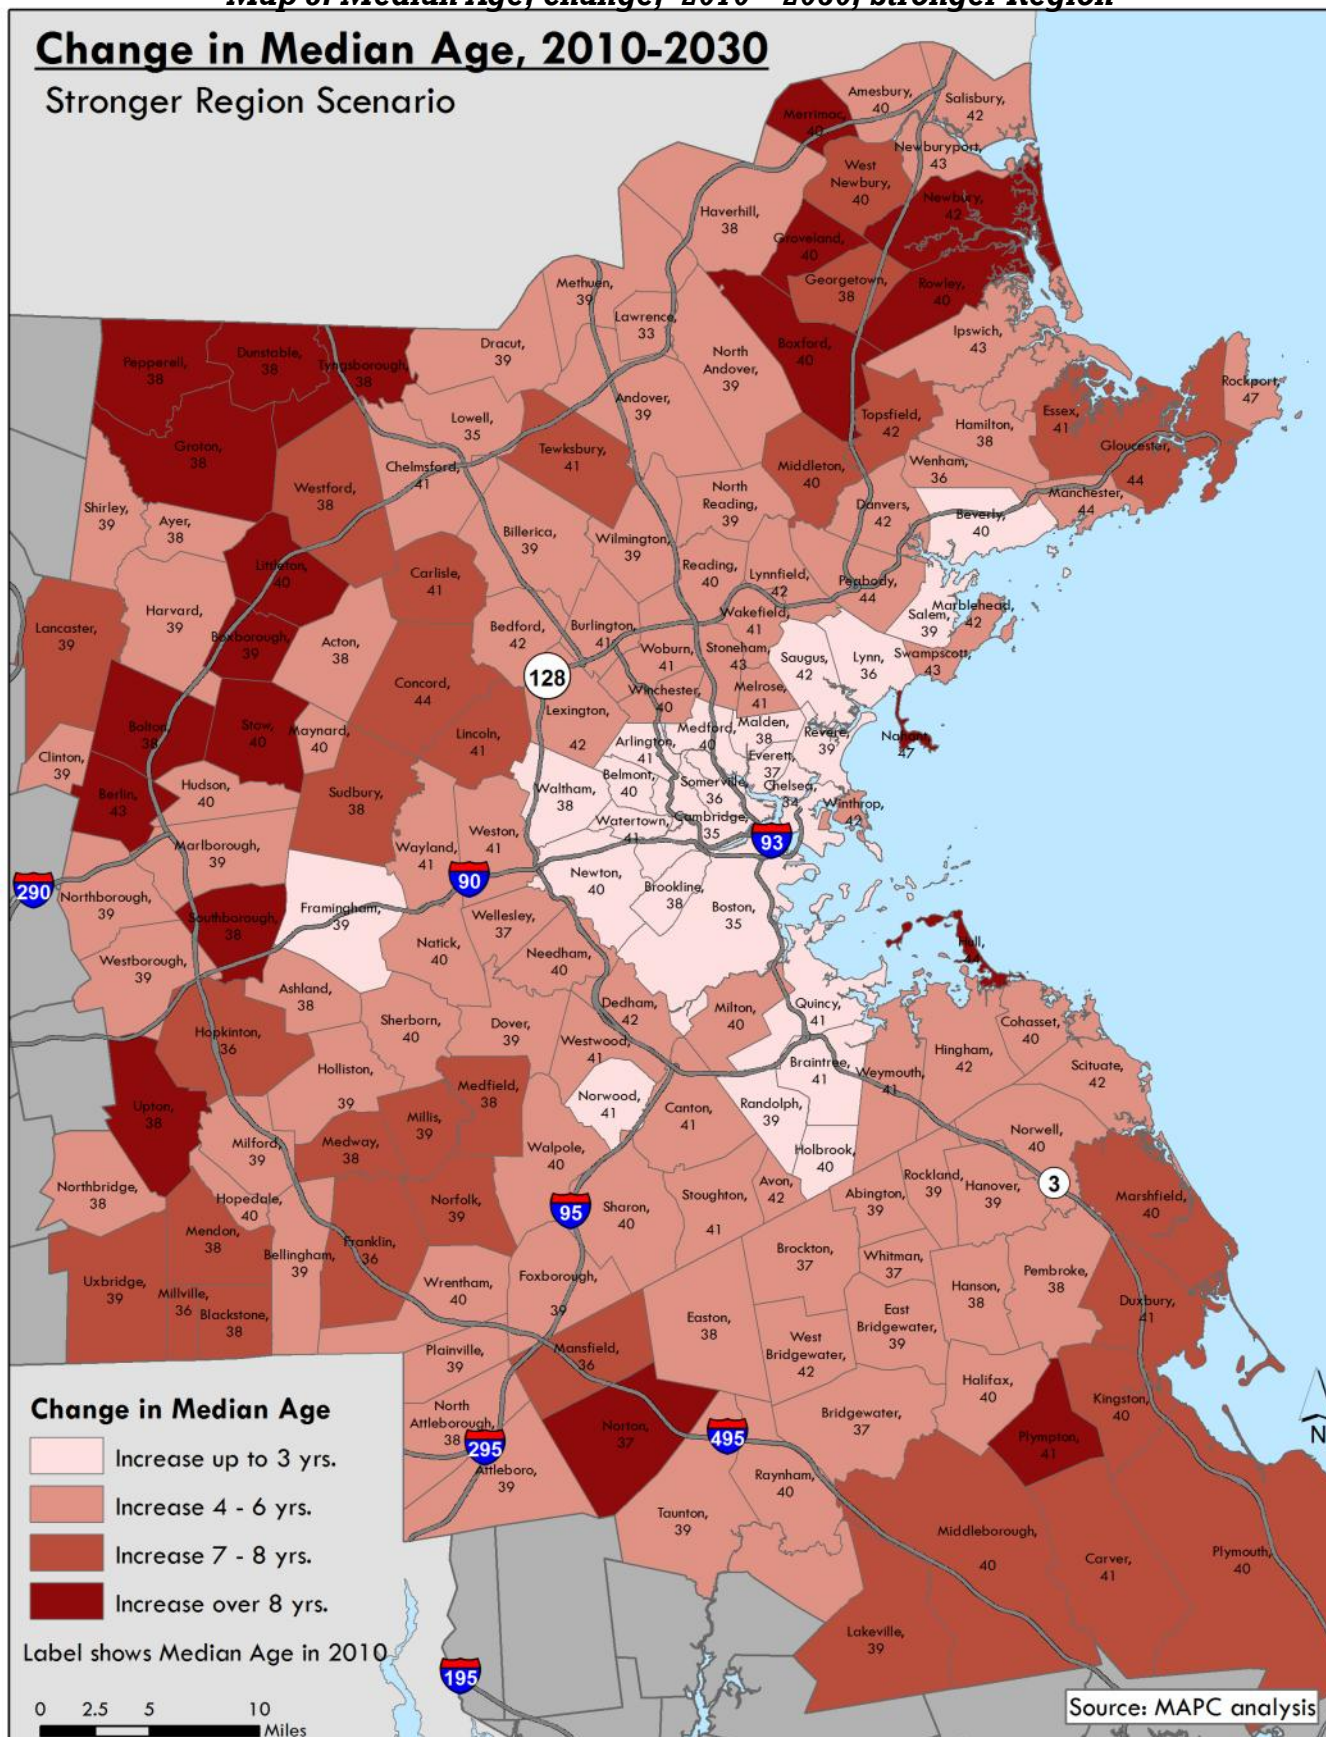 Map 8: Median Age, change, 2010 – 2030, Stronger Region
Change in Median Age, 2010-2030
Stronger Region Scenario
Amesbury,
40
Salisbury,
42
Merrimac,
40
Newburyport,
43
West
Newbury,
40
Newbury,
42
Haverhill,
38
Groveland,
40
Georgetown,
38
Rowley,
40
Methuen,
39
Lawrence,
33
Ipswich,
43
Boxford,
40
North
Andover,
39
Dracut,
39
Pepperell,
38
Dunstable,
38
Tyngsborough,
38
Rockport,
47
Andover,
39
Topsfield,
42
Hamilton,
38
Essex,
41
Gloucester,
44
Lowell,
35
Groton,
38
Tewksbury,
41
Chelmsford,
41
Middleton,
40
Wenham,
36
Westford,
38
North
Reading,
39
Manchester,
44
Danvers,
42
Beverly,
40
Shirley,
39
Ayer,
38
Billerica,
39
Wilmington,
39
Littleton,
40
Carlisle,
41
Reading,
40
Lynnfield,
42
Peabody,
44
Harvard,
39
Lancaster,
39
Boxborough,
39
Acton,
38
Bedford,
42
Burlington,
41
Wakefield,
41
Salem,
39
Marblehead,
42
Woburn,
41
Stoneham,
43
Saugus,
42
Lynn,
36
Swampscott,
43
128
Concord,
44
Winchester,
40
Melrose,
41
Lexington,
42
Bolton,
38
Stow,
40
Maynard,
40
Lincoln,
41
Arlington,
41
Medford,
40
Malden,
38
Revere,
39
Nahant,
47
Clinton,
39
Everett,
37
Berlin,
43
Hudson,
40
Sudbury,
38
Waltham,
38
Belmont,
40
Somerville,
36
Chelsea,
34
Winthrop,
42
Watertown,
41
Cambridge,
35
93
Marlborough,
39
Wayland,
41
Weston,
41
90
290
Northborough,
39
Newton,
40
Brookline,
38
Boston,
35
Southborough,
38
Framingham,
39
Wellesley,
37
Natick,
40
Needham,
40
Hull,
44
Westborough,
39
Ashland,
38
Dedham,
42
Milton,
40
Quincy,
41
Hopkinton,
36
Sherborn,
40
Dover,
39
Westwood,
41
Cohasset,
40
Hingham,
42
Scituate,
42
Holliston,
39
Braintree,
41
Weymouth,
41
Upton,
38
Medfield,
38
Norwood,
41
Canton,
41
Randolph,
39
Millis,
39
Norwell,
40
Milford,
39
Medway,
38
Walpole,
40
Holbrook,
40
3
Northbridge,
38
Hopedale,
40
Norfolk,
39
95
Sharon,
40
Stoughton,
41
Avon,
42
Abington,
39
Rockland,
39
Hanover,
39
Marshfield,
40
Mendon,
38
Bellingham,
39
Franklin,
36
Brockton,
37
Whitman,
37
Uxbridge,
39
Millville,
36
Blackstone,
38
Wrentham,
40
Foxborough,
39
Hanson,
38
Pembroke,
38
Duxbury,
41
Easton,
38
East
Bridgewater,
39
West
Bridgewater,
42
Plainville,
39
Mansfield,
36
Halifax,
40
Kingston,
40
North
Attleborough,
38
295
Norton,
37
495
Bridgewater,
37
Plympton,
41
Attleboro,
39
Raynham,
40
Taunton,
39
Middleborough,
40
Carver,
41
Plymouth,
40
Lakeville,
39
195
N
Change in Median Age
Increase up to 3 yrs.
Increase 4 - 6 yrs.
Increase 7 - 8 yrs.
Increase over 8 yrs.
Label shows Median Age in 2010
0 2.5 5 10
Miles
Source: MAPC analysis